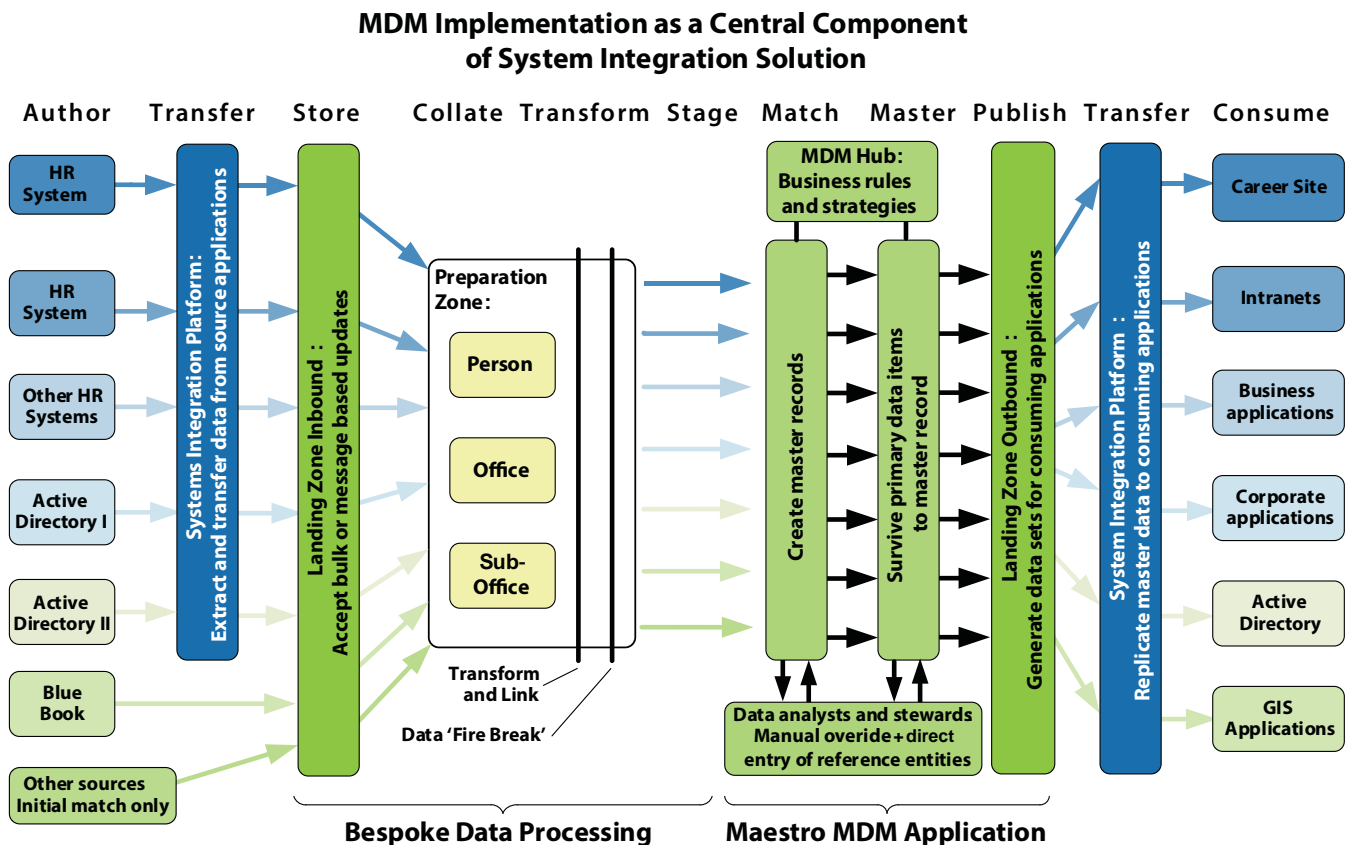 MDM Implementation as a Central Component
of System Integration Solution
Author Transfer Store Collate Transform Stage Match Master Publish Transfer Consume
HR
System
HR
System
Other HR
Systems
Active
Directory I
Active
Directory II
Blue
Book
Other sources
Initial match only
Systems Integration Platform:
Extract and transfer data from source applications
Landing Zone Inbound :
Accept bulk or message based updates
Preparation
Zone:
Person
Office
Sub-
Office
Transform
and Link
Data ‘Fire Break’
MDM Hub:
Business rules
and strategies
Create master records
Survive primary data items
to master record
Data analysts and stewards
Manual overide + direct
entry of reference entities
Landing Zone Outbound :
Generate data sets for consuming applications
System Integration Platform :
Replicate master data to consuming applications
Career Site
Intranets
Business
applications
Corporate
applications
Active
Directory
GIS
Applications
Bespoke Data Processing
Maestro MDM Application